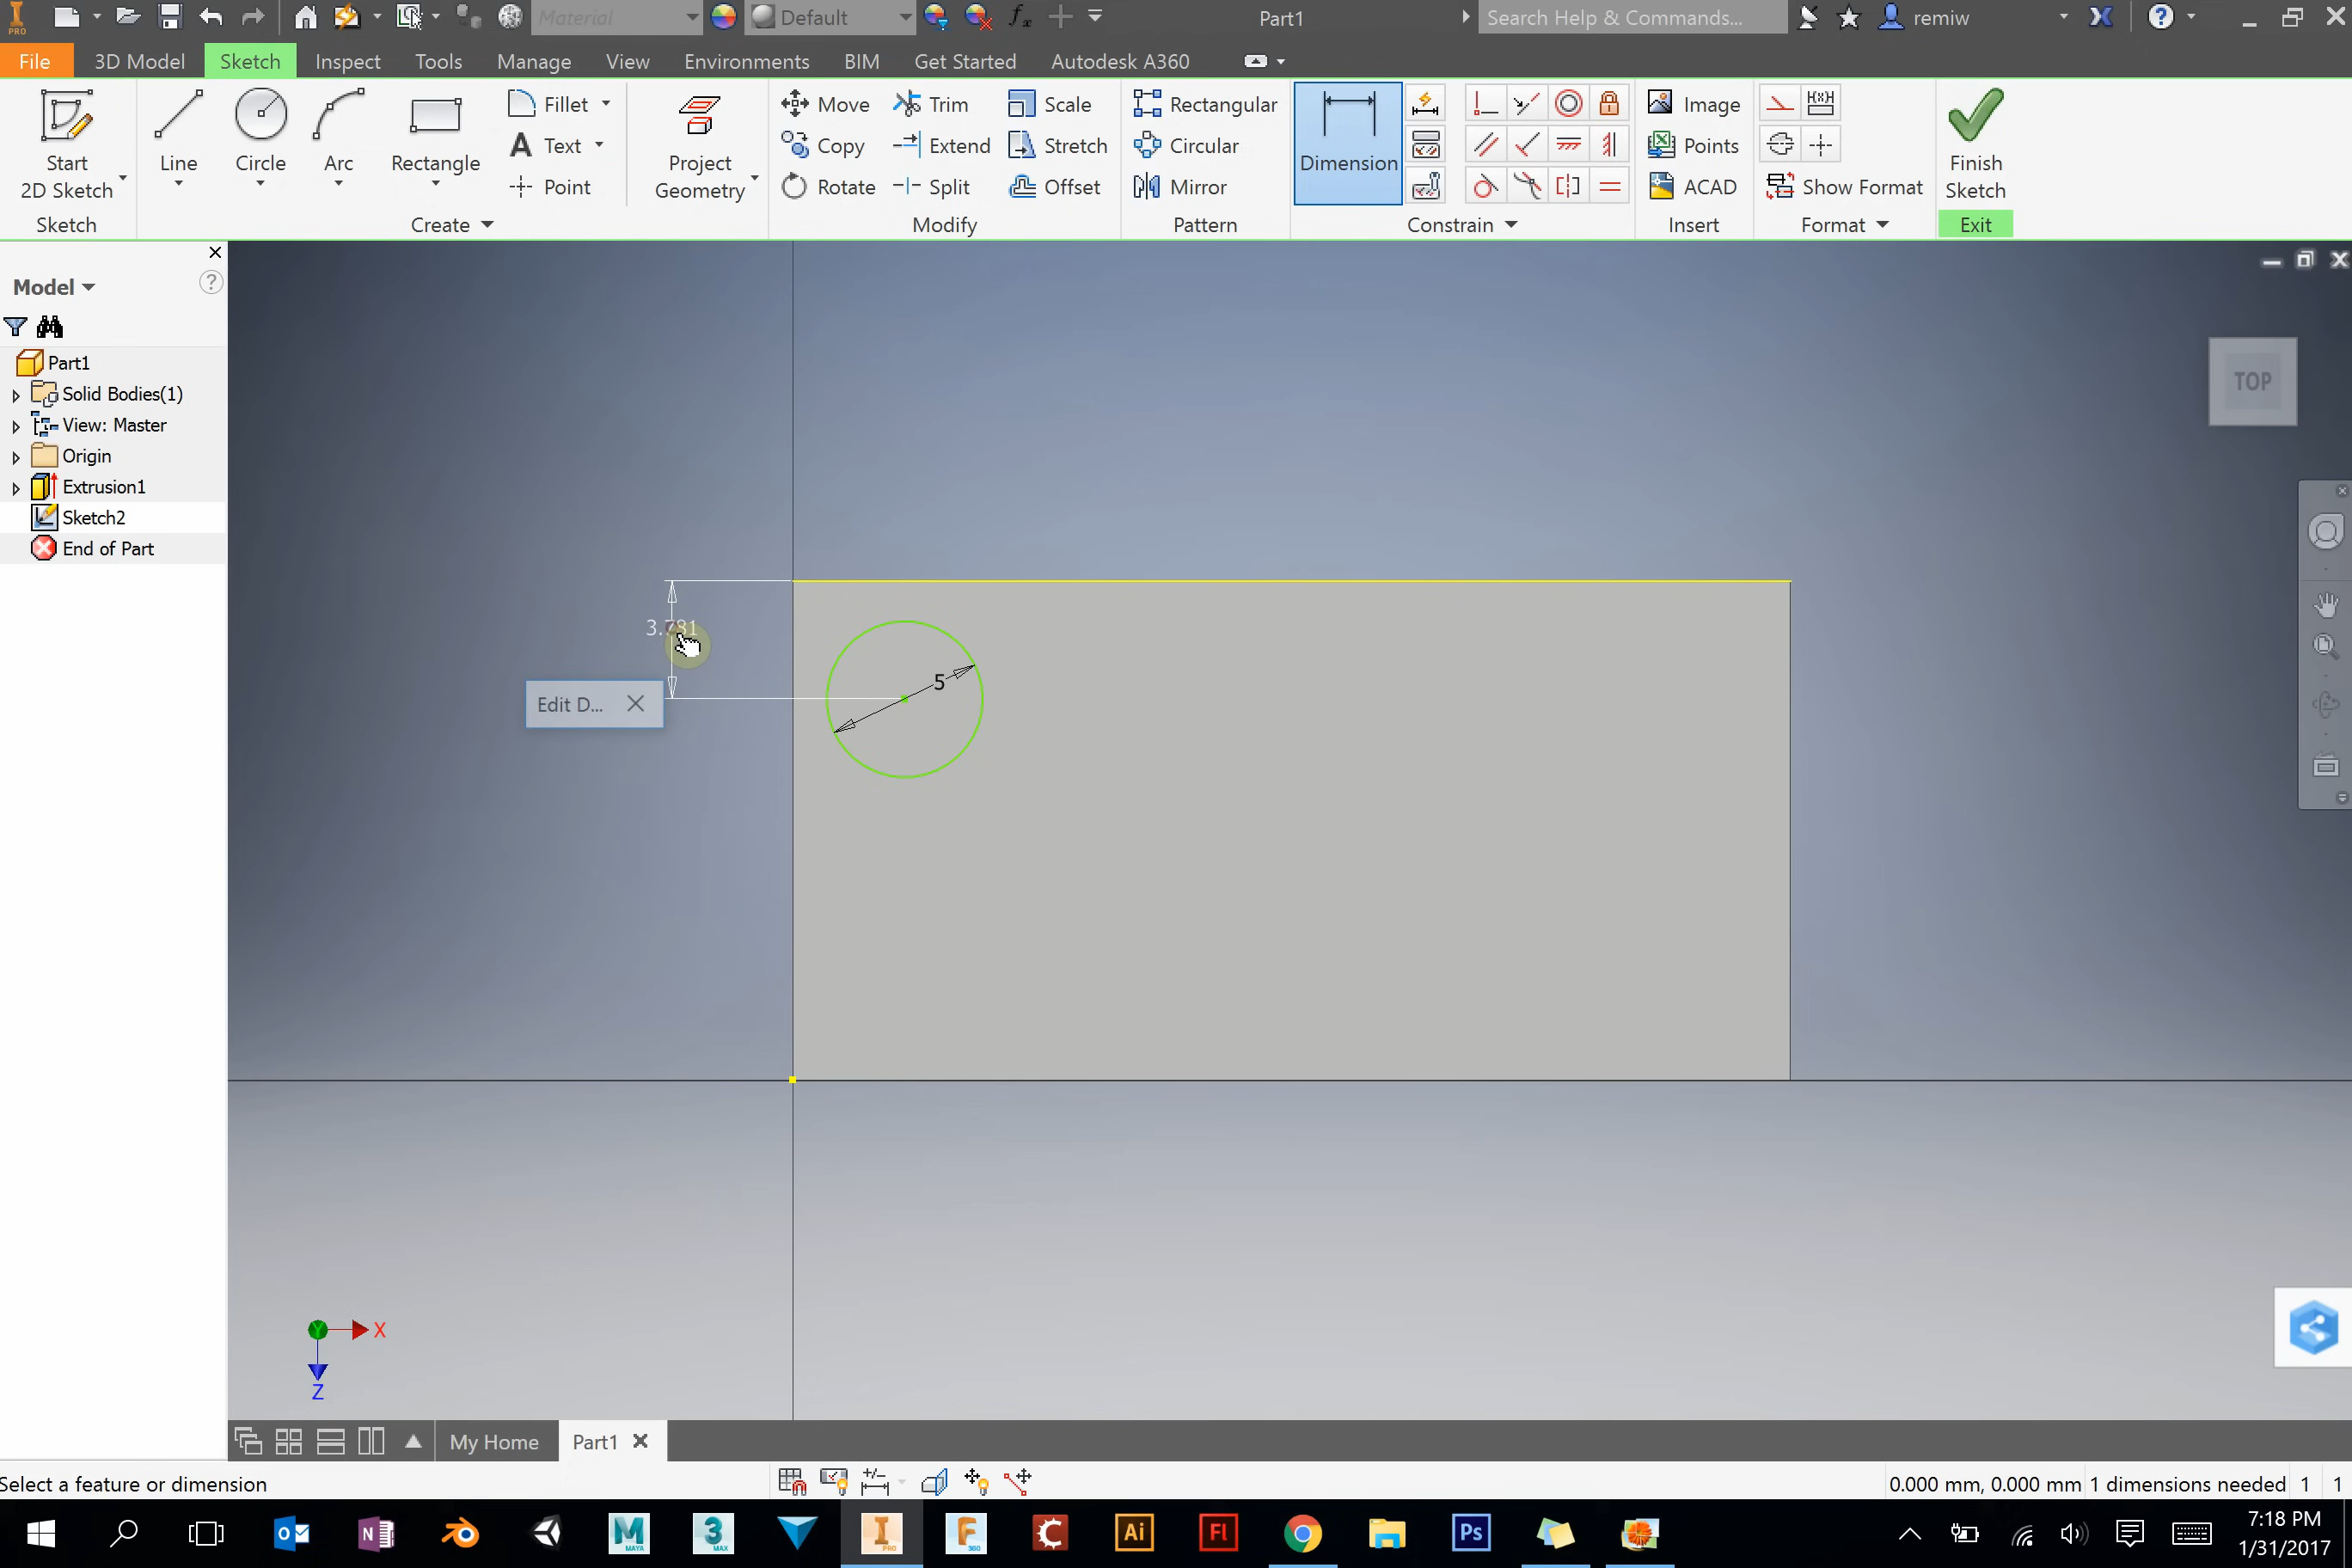 PRO
Material
Default
Part1
Search Help & Commands...
remiw
File 3D Model Sketch Inspect Tools Manage View Environments BIM Get Started Autodesk A360
Start
2D Sketch
Line
Circle
Arc
Rectangle
Fillet
Text
Point
Project
Geometry
Move
Copy
Rotate
Trim
Extend
Split
Scale
Stretch
Offset
Rectangular
Circular
Mirror
Dimension
Image
Points
ACAD
Show Format
Finish
Sketch
Sketch Create Modify Pattern Constrain Insert Format Exit
Model
Part1
Solid Bodies(1)
View: Master
Origin
Extrusion1
Sketch2
End of Part
TOP
5
Edit D...
X
Z
My Home Part1
Select a feature or dimension
0.000 mm, 0.000 mm 1 dimensions needed 1 1
7:18 PM
1/31/2017